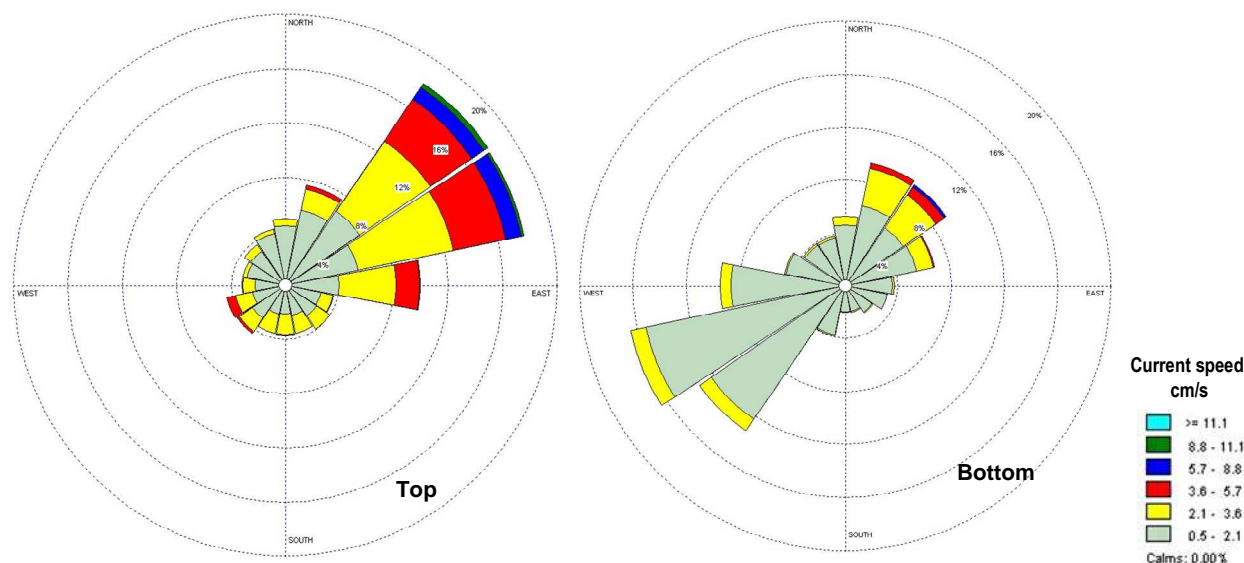 NORTH
20%
16%
12%
8%
4%
WEST
EAST
SOUTH
Top
NORTH
20%
16%
12%
8%
4%
WEST
EAST
SOUTH
Bottom
Current speed
cm/s
>= 11.1
8.8 - 11.1
5.7 - 8.8
3.6 - 5.7
2.1 - 3.6
0.5 - 2.1
Calms: 0.00%